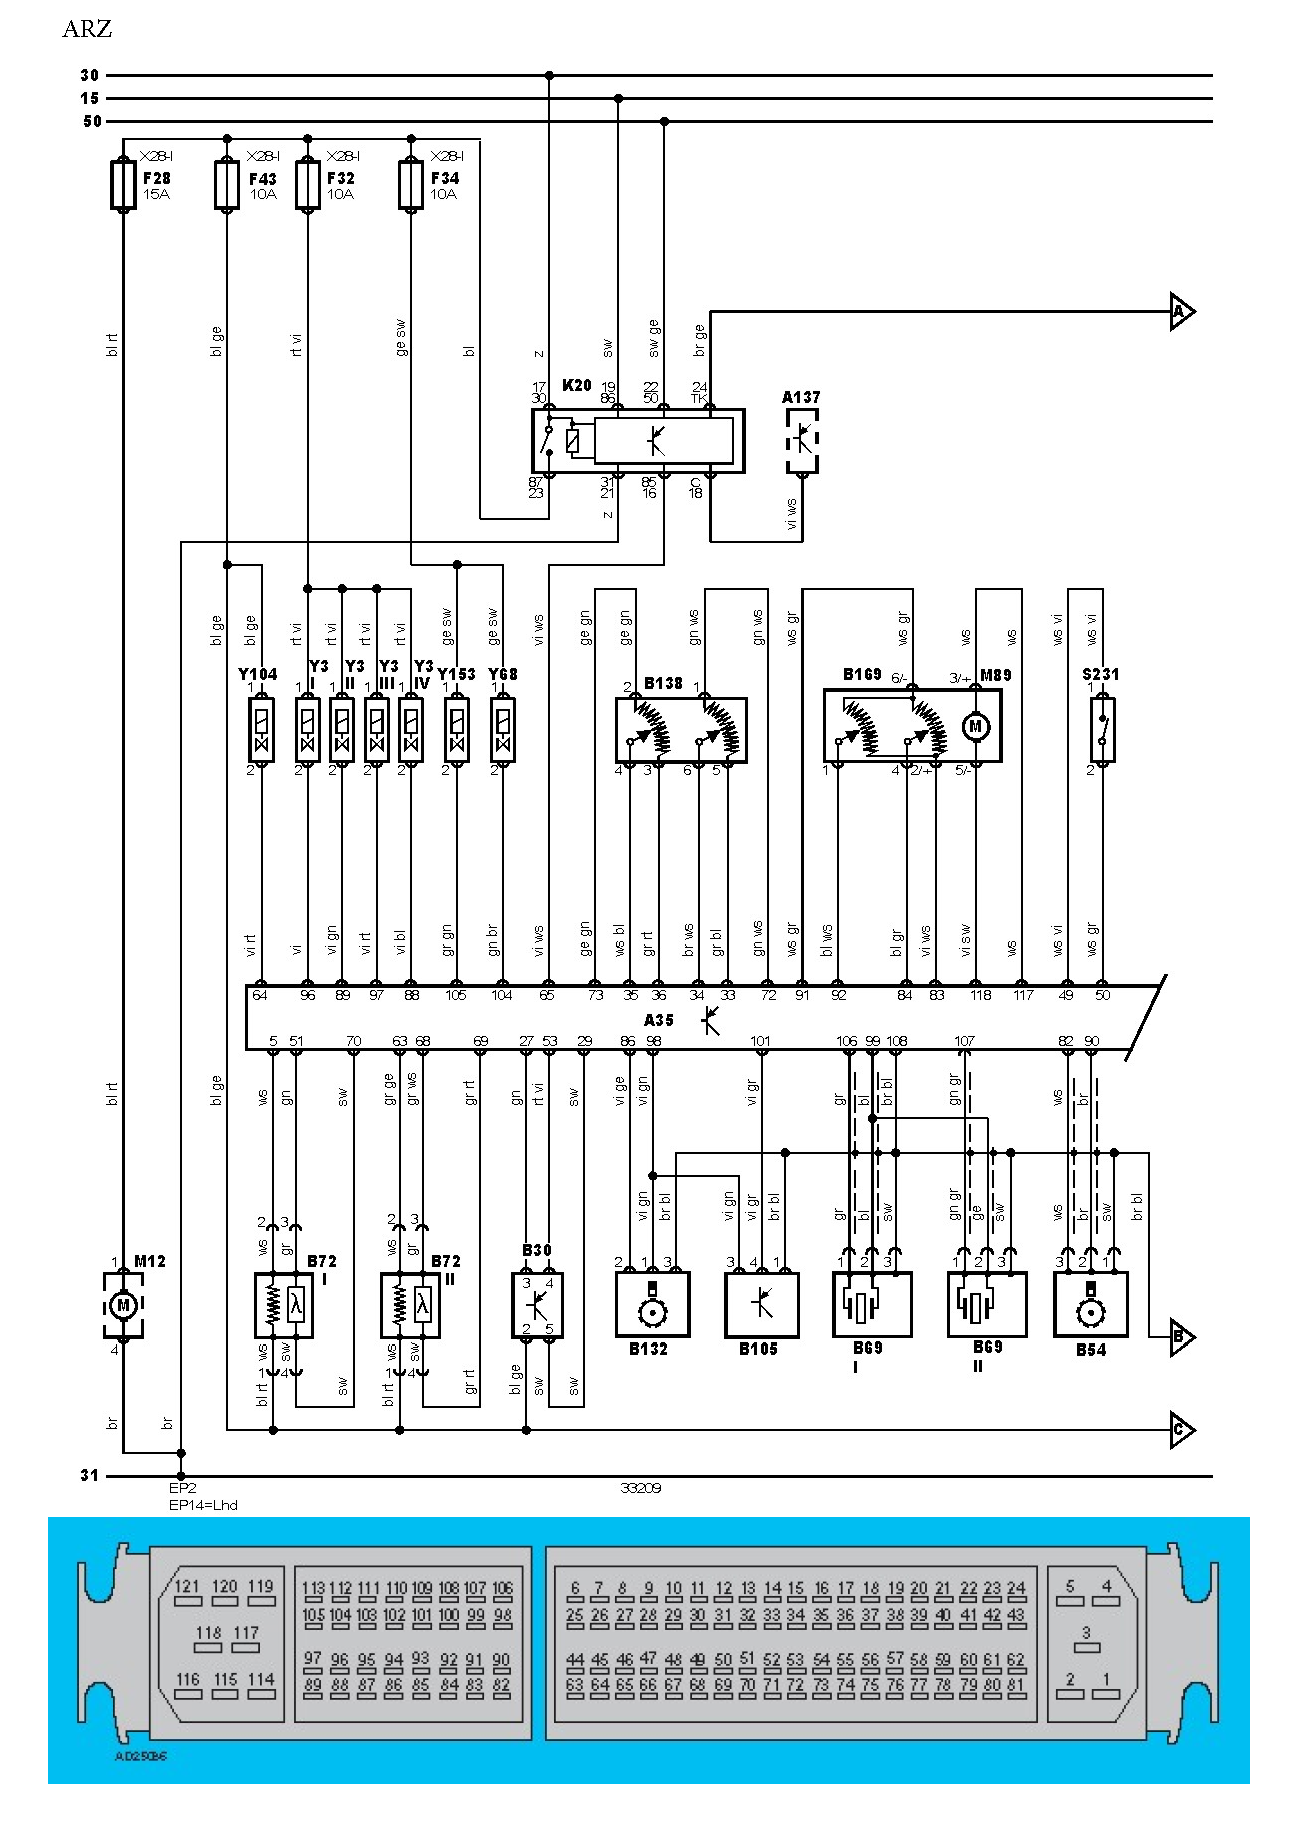 ARZ
30
15
50
X28-I X28-I X28-I X28-I
F28 F43 F32 F34
15A 10A 10A 10A
A
bl rt bl ge rt vi ge sw bl z sw sw ge br ge
17 K20 19 22 24 A137
30 86 50 TK
87 31 85 C
23 21 16 18
z vi ws
bl ge bl ge rt vi rt vi rt vi rt vi ge sw ge sw vi ws ge gn ge gn gn ws gn ws ws gr ws gr ws ws ws vi ws vi
Y104 Y3 Y3 Y3 Y3 Y153 Y68 B138 B169 6/- 3/+ M89 S231
I II III IV
1 1 1 1 1 1 1 2 1 1
M
2 2 2 2 2 2 2 4 3 6 5 1 4 2/+ 5/- 2
vi rt vi vi gn vi rt vi bl gr gn gn br vi ws ge gn ws bl gr rt br ws gr bl gn ws ws gr bl ws bl gr vi ws vi sw ws ws vi ws gr
64 96 89 97 88 105 104 65 73 35 36 34 33 72 91 92 84 83 118 117 49 50
A35
5 51 70 63 68 69 27 53 29 86 98 101 106 99 108 107 82 90
bl rt bl ge ws gn sw gr ge gr ws gr rt gn rt vi sw vi ge vi gn vi gr gr bl br bl gn gr ws br
2 3 2 3
ws gr ws gr vi gn br bl vi gn vi gr br bl gr bl sw gn gr ge sw ws br sw br bl
1 M12 B72 I B72 II B30 2 1 3 3 4 1 1 2 3 1 2 3 3 2 1
M λ λ 3 4
4 2 5 B
ws sw ws sw B132 B105 B69 B69 B54
1 4 1 4 I II
br br bl rt sw bl rt gr rt bl ge sw sw
C
31
EP2 33209
EP14=Lhd
121 120 119 113 112 111 110 109 108 107 106 6 7 8 9 10 11 12 13 14 15 16 17 18 19 20 21 22 23 24 5 4
105 104 103 102 101 100 99 98 25 26 27 28 29 30 31 32 33 34 35 36 37 38 39 40 41 42 43
118 117 3
97 96 95 94 93 92 91 90 44 45 46 47 48 49 50 51 52 53 54 55 56 57 58 59 60 61 62
116 115 114 89 88 87 86 85 84 83 82 63 64 65 66 67 68 69 70 71 72 73 74 75 76 77 78 79 80 81 2 1
AD25086